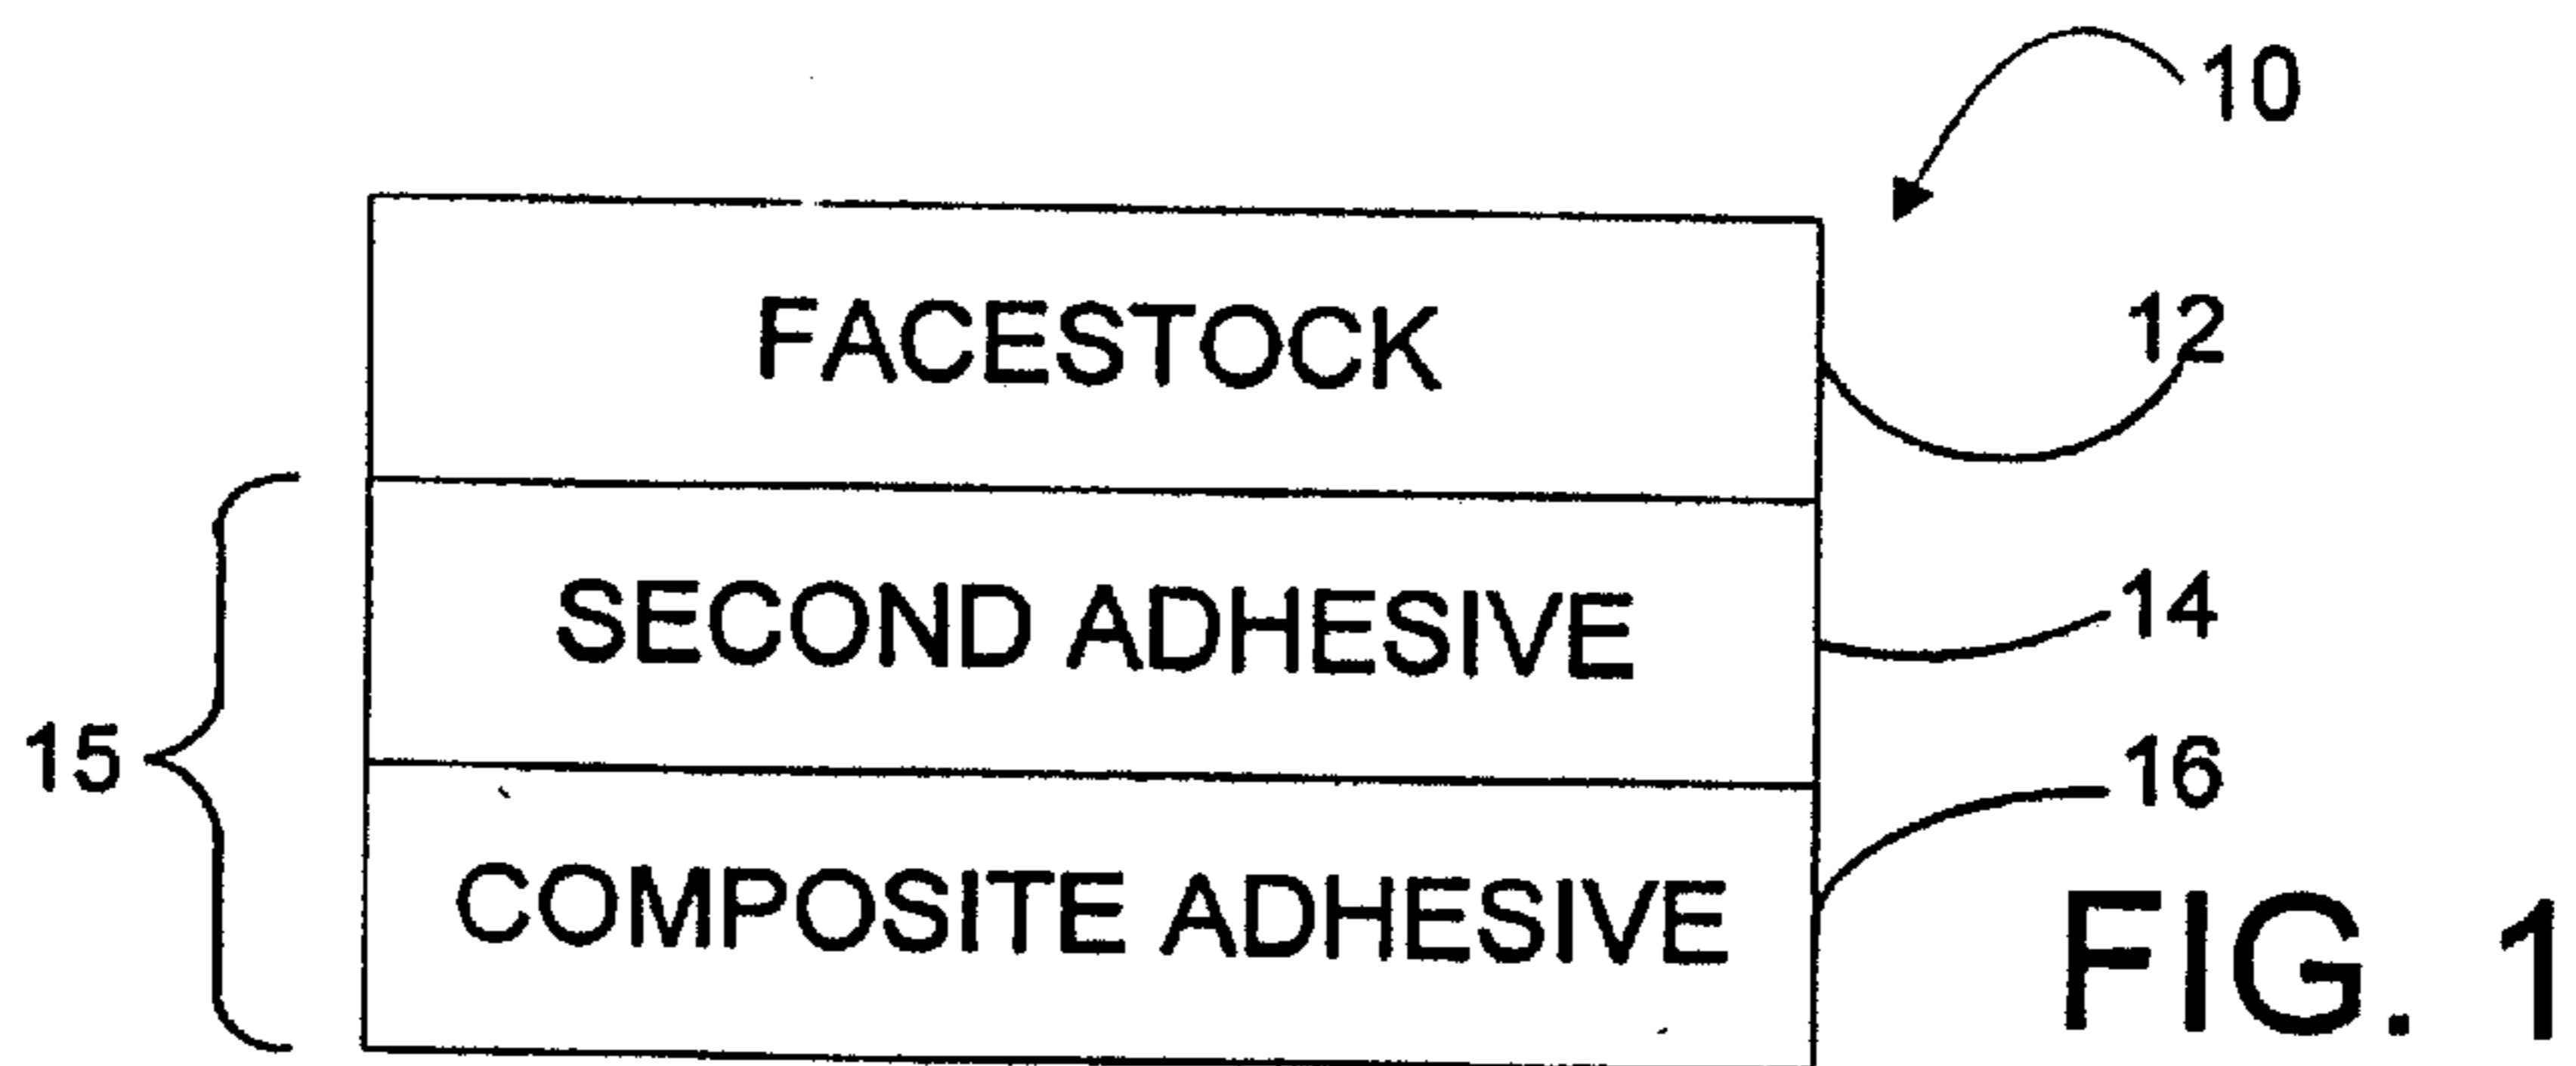 10
FACESTOCK
12
SECOND ADHESIVE
14
15
16
COMPOSITE ADHESIVE
FIG. 1